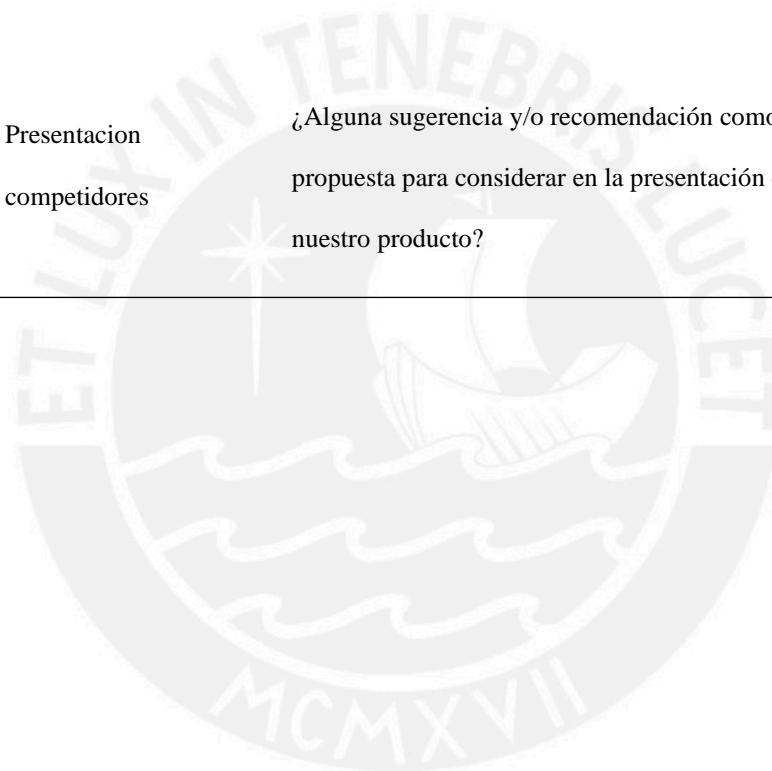 ET LUX IN TENEBRIS LUCET
¿Alguna sugerencia y/o recomendación como
Presentacion
propuesta para considerar en la presentación
competidores
nuestro producto?
MCMXVII